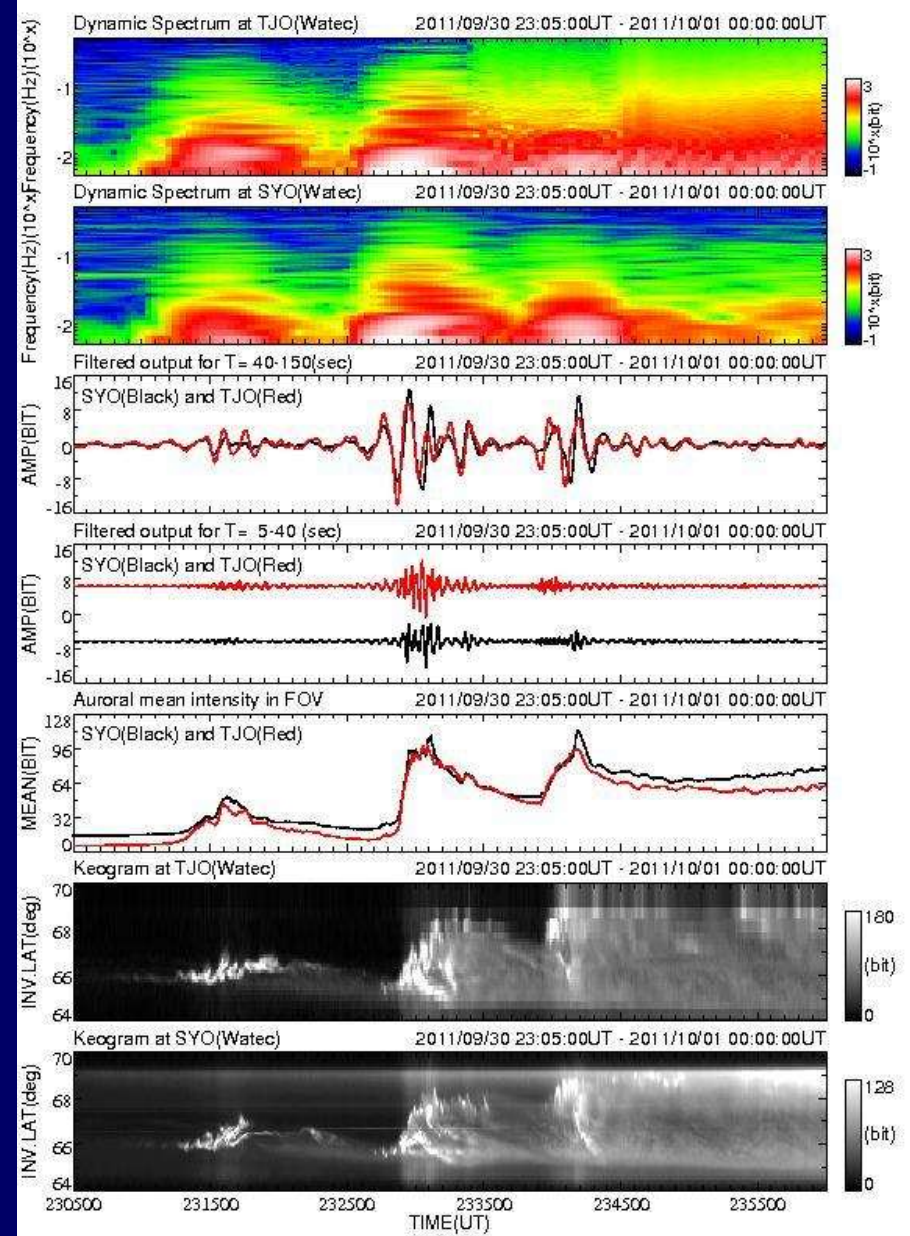 Dynamic Spectrum at TJO(Watec) 2011/09/30 23:05:00UT - 2011/10/01 00:00:00UT
Frequency(Hz)(10^x)
-1
-2
3
-10^x(bit)
-1
Dynamic Spectrum at SYO(Watec) 2011/09/30 23:05:00UT - 2011/10/01 00:00:00UT
Frequency(Hz)(10^x)
-1
-2
3
-10^x(bit)
-1
Filtered output for T= 40-150(sec) 2011/09/30 23:05:00UT - 2011/10/01 00:00:00UT
SYO(Black) and TJO(Red)
AMP(BIT)
16
8
0
-8
-16
Filtered output for T= 5-40 (sec) 2011/09/30 23:05:00UT - 2011/10/01 00:00:00UT
SYO(Black) and TJO(Red)
AMP(BIT)
16
8
0
-8
-16
Auroral mean intensity in FOV 2011/09/30 23:05:00UT - 2011/10/01 00:00:00UT
SYO(Black) and TJO(Red)
MEAN(BIT)
128
96
64
32
0
Keogram at TJO(Watec) 2011/09/30 23:05:00UT - 2011/10/01 00:00:00UT
INV.LAT(deg)
70
68
66
64
180
(bit)
0
Keogram at SYO(Watec) 2011/09/30 23:05:00UT - 2011/10/01 00:00:00UT
INV.LAT(deg)
70
68
66
64
128
(bit)
0
230500 231500 232500 233500 234500 235500
TIME(UT)